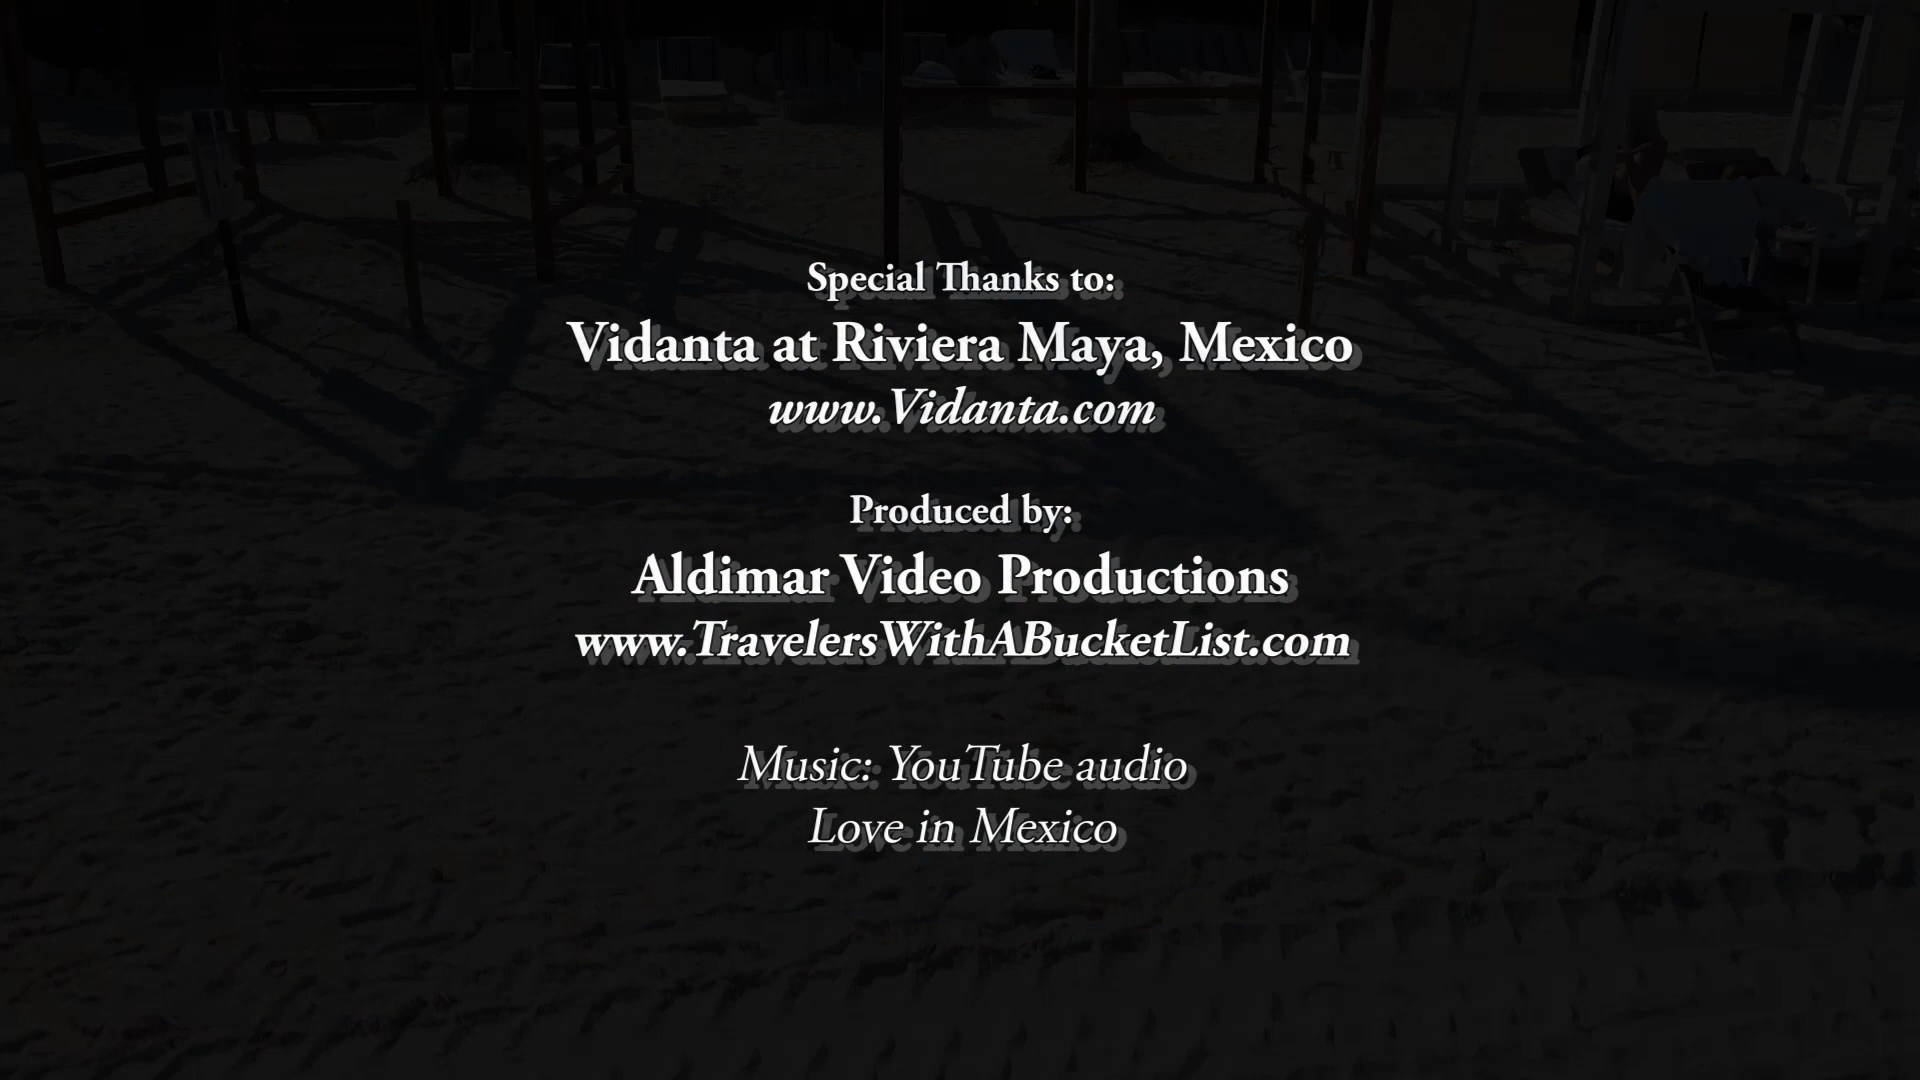 Special Thanks to:
Vidanta at Riviera Maya, Mexico
www.Vidanta.com
Produced by:
Aldimar Video Productions
www.TravelersWithABucketList.com
Music: YouTube audio
Love in Mexico